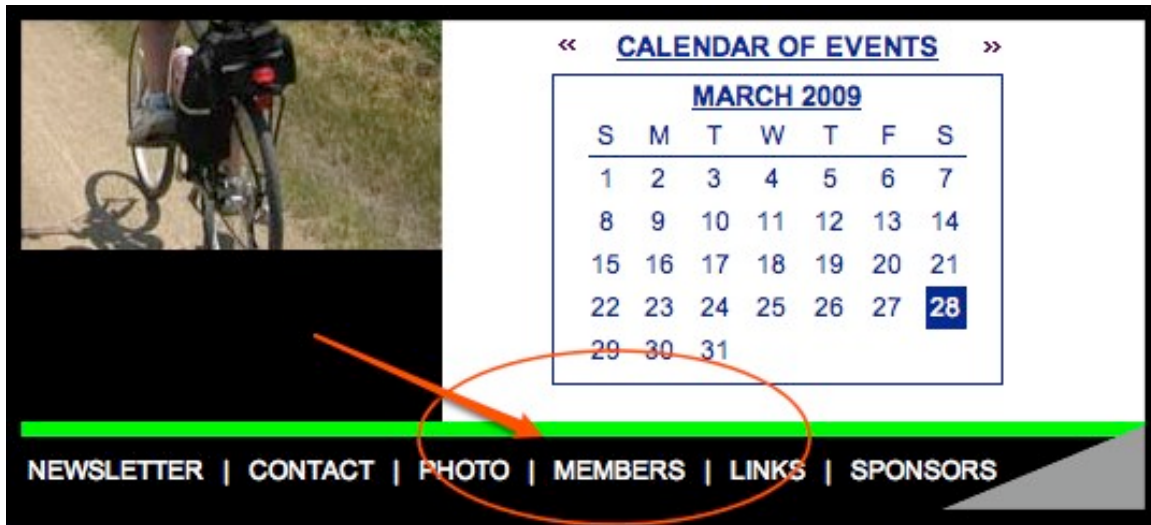 « CALENDAR OF EVENTS »
MARCH 2009
S M T W T F S
1 2 3 4 5 6 7
8 9 10 11 12 13 14
15 16 17 18 19 20 21
22 23 24 25 26 27 28
29 30 31
NEWSLETTER | CONTACT | PHOTO | MEMBERS | LINKS | SPONSORS